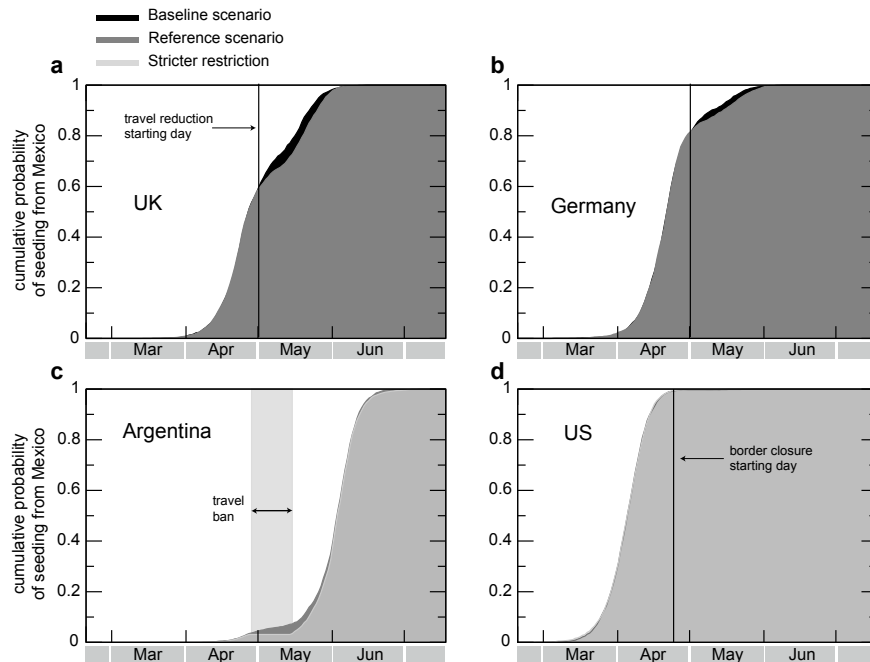 Baseline scenario
Reference scenario
Stricter restriction
a
b
1
0.8
0.6
0.4
0.2
0
cumulative probability
of seeding from Mexico
travel reduction
starting day
UK
Mar
Apr
May
Jun
1
0.8
0.6
0.4
0.2
0
Germany
Mar
Apr
May
Jun
c
d
1
0.8
0.6
0.4
0.2
0
cumulative probability
of seeding from Mexico
Argentina
travel
ban
Mar
Apr
May
Jun
1
0.8
0.6
0.4
0.2
0
US
border closure
starting day
Mar
Apr
May
Jun